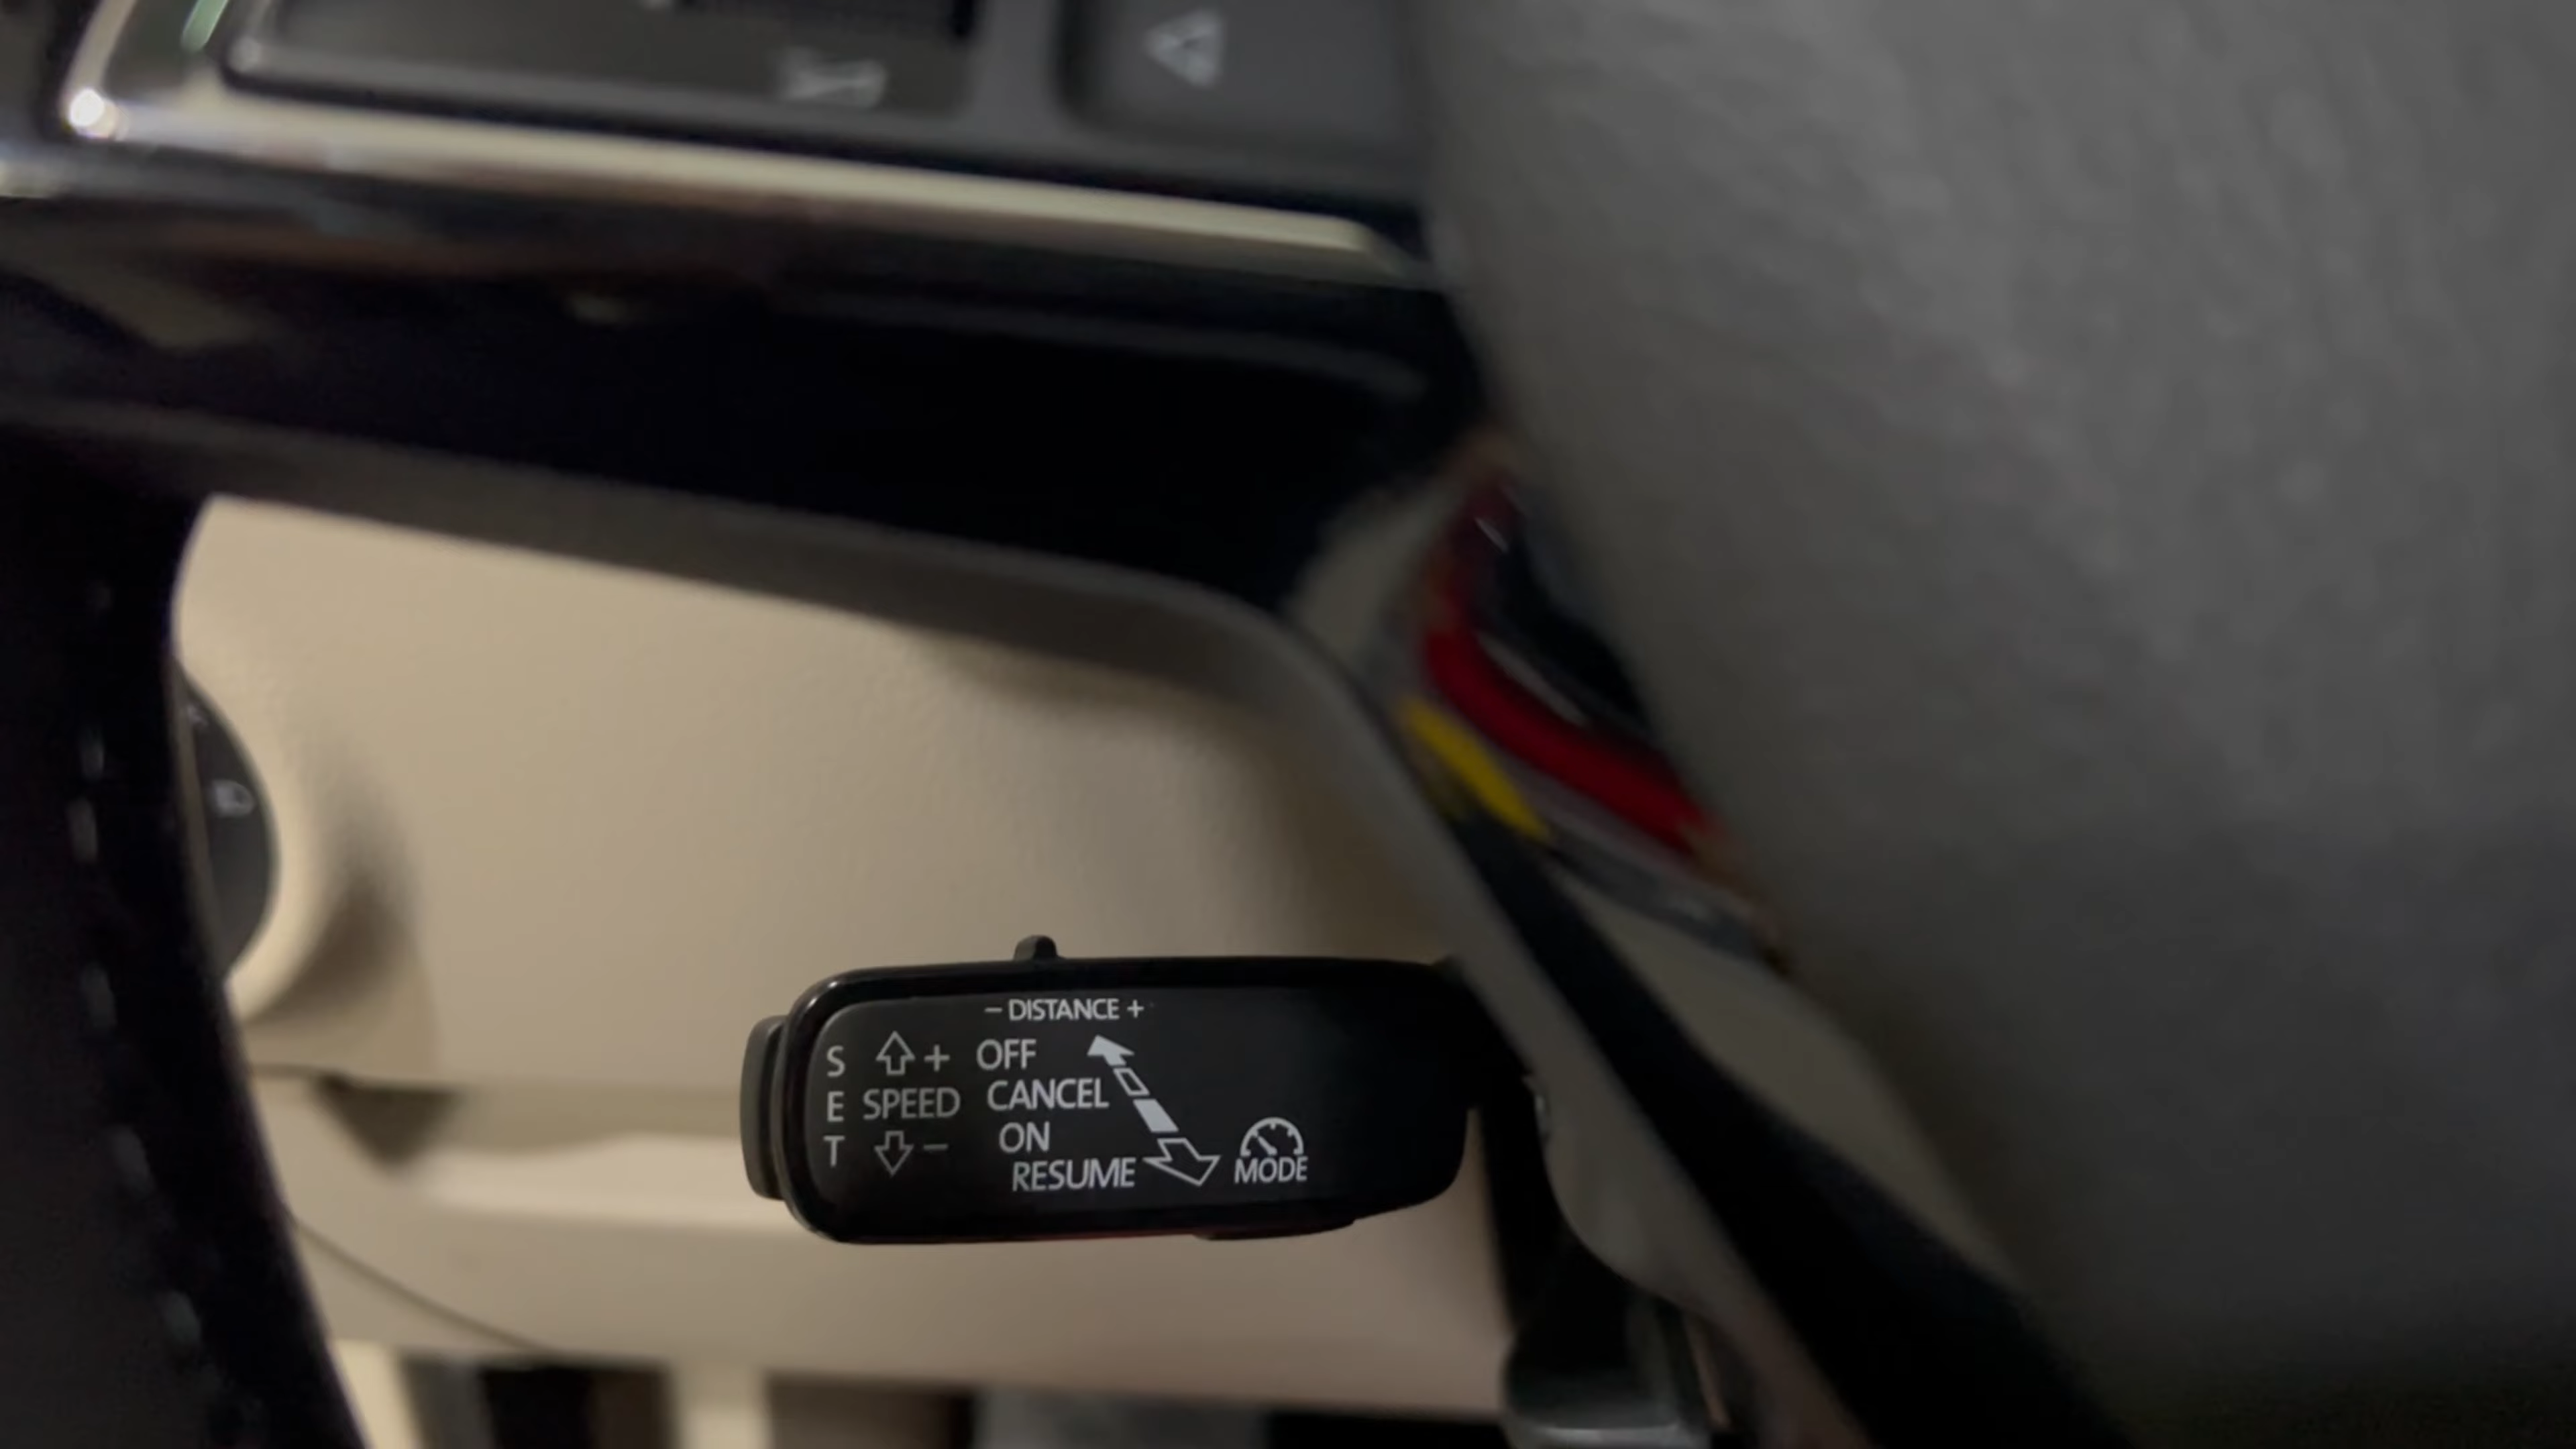 − DISTANCE +
S + OFF
E SPEED CANCEL
T − ON
RESUME MODE